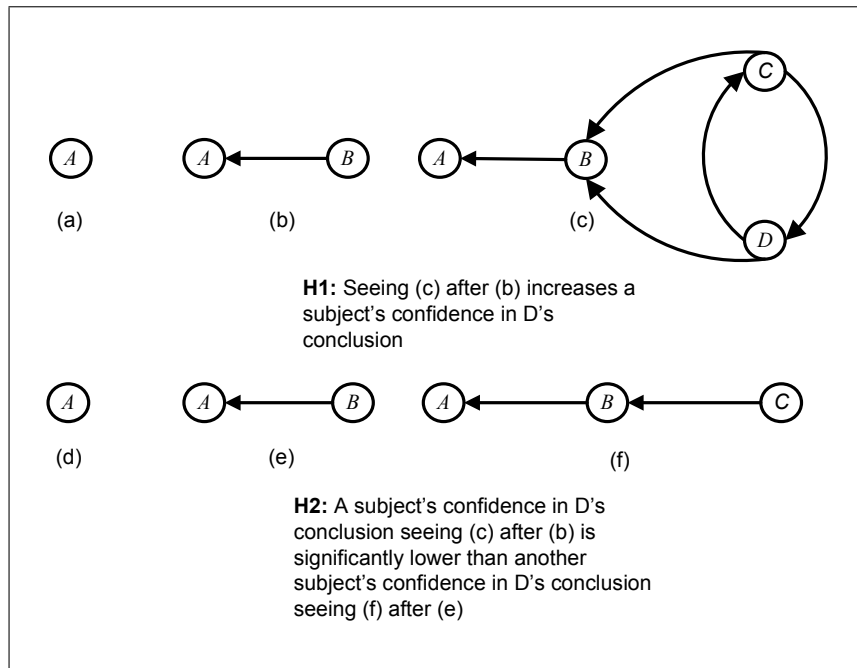 A
A
B
A
B
C
D
(a)
(b)
(c)
H1: Seeing (c) after (b) increases a
subject's confidence in D's
conclusion
A
A
B
A
B
C
(d)
(e)
(f)
H2: A subject's confidence in D's
conclusion seeing (c) after (b) is
significantly lower than another
subject's confidence in D's conclusion
seeing (f) after (e)